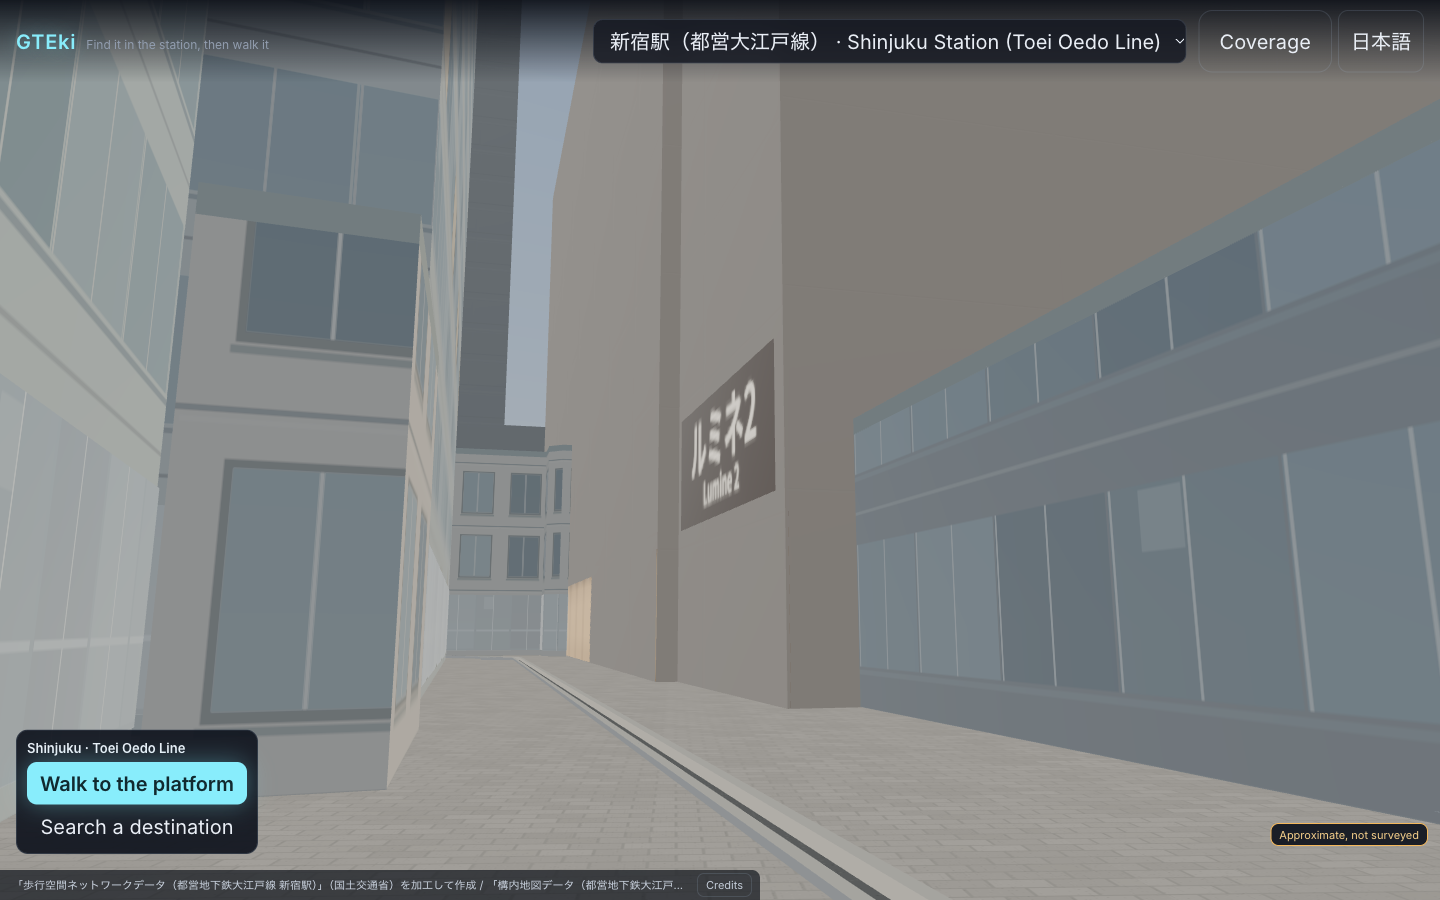 GTEki Find it in the station, then walk it
新宿駅（都営大江戸線） · Shinjuku Station (Toei Oedo Line)
Coverage
日本語
ルミネ2
Lumine 2
Shinjuku · Toei Oedo Line
Walk to the platform
Search a destination
Approximate, not surveyed
「歩行空間ネットワークデータ（都営地下鉄大江戸線 新宿駅）」（国土交通省）を加工して作成 / 「構内地図データ（都営地下鉄大江戸...
Credits